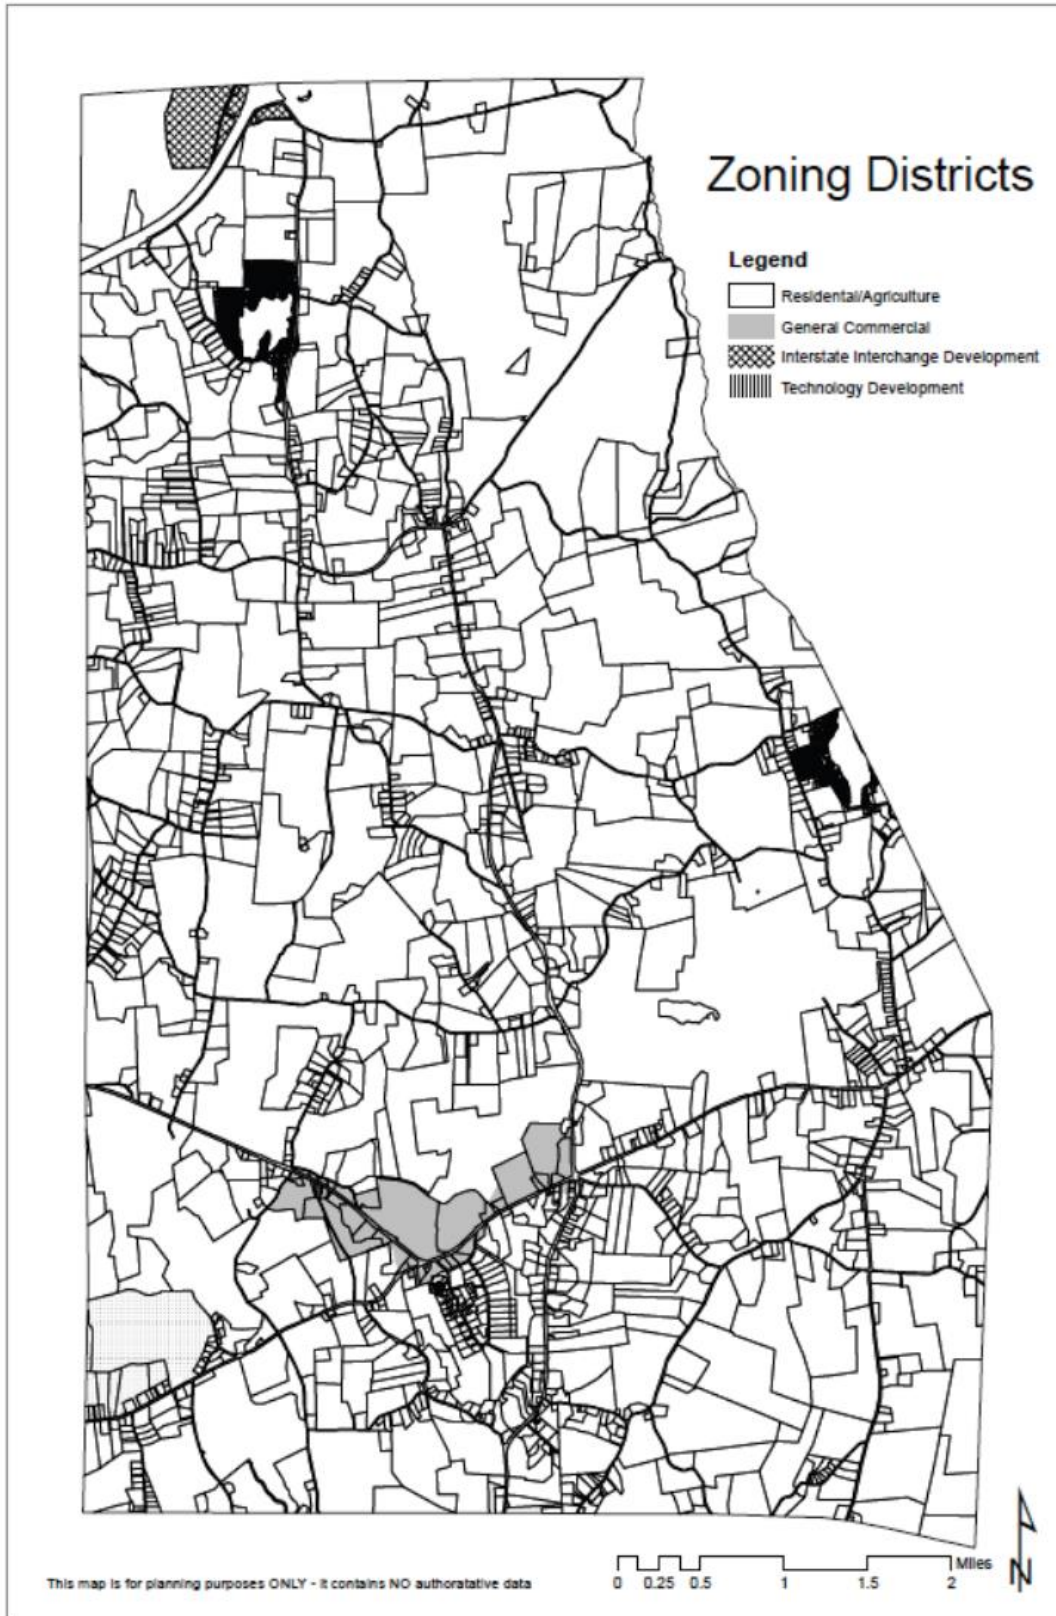 Zoning Districts
Legend
Residental/Agriculture
General Commercial
Interstate Interchange Development
Technology Development
Miles
0 0.25 0.5 1 1.5 2
N
This map is for planning purposes ONLY - It contains NO authoratative data